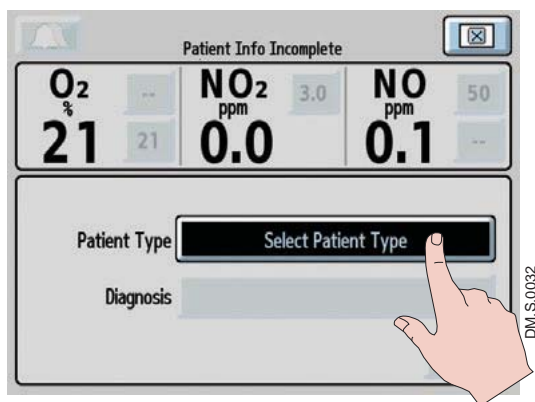 Patient Info Incomplete
O2 % -- 21 21
NO2 ppm 3.0 0.0
NO ppm 50 0.1 --
Patient Type Select Patient Type
Diagnosis
DM.S.0032